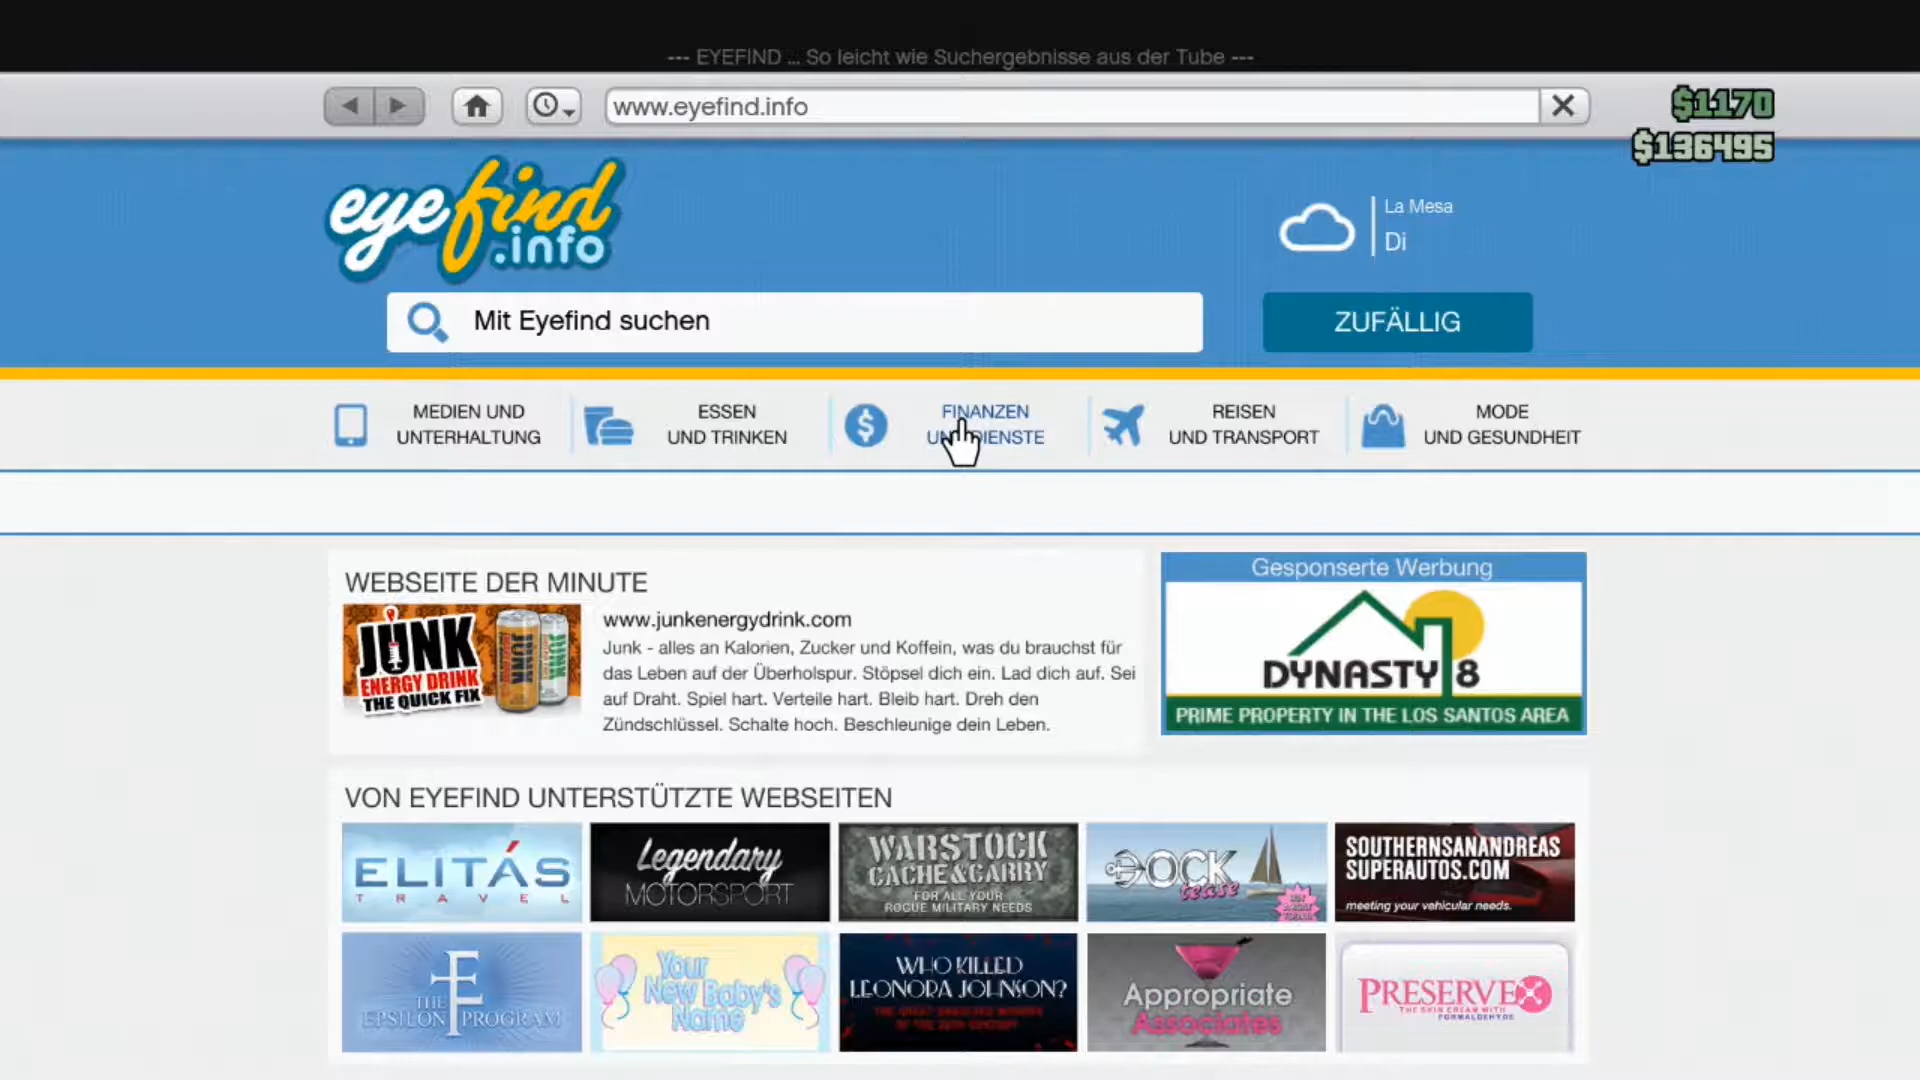 --- EYEFIND ... So leicht wie Suchergebnisse aus der Tube ---
www.eyefind.info
$1170
$136495
eyefind
.info
La Mesa
Di
Mit Eyefind suchen
ZUFÄLLIG
MEDIEN UND
UNTERHALTUNG
ESSEN
UND TRINKEN
FINANZEN
UND DIENSTE
REISEN
UND TRANSPORT
MODE
UND GESUNDHEIT
WEBSEITE DER MINUTE
JUNK
ENERGY DRINK
THE QUICK FIX
www.junkenergydrink.com
Junk - alles an Kalorien, Zucker und Koffein, was du brauchst für
das Leben auf der Überholspur. Stöpsel dich ein. Lad dich auf. Sei
auf Draht. Spiel hart. Verteile hart. Bleib hart. Dreh den
Zündschlüssel. Schalte hoch. Beschleunige dein Leben.
Gesponserte Werbung
DYNASTY 8
PRIME PROPERTY IN THE LOS SANTOS AREA
VON EYEFIND UNTERSTÜTZTE WEBSEITEN
ELITÁS
TRAVEL
Legendary
MOTORSPORT
WARSTOCK
CACHE&CARRY
FOR ALL YOUR
ROGUE MILITARY NEEDS
DOCK
tease
SOUTHERNSANANDREAS
SUPERAUTOS.COM
meeting your vehicular needs.
THE
EPSILON PROGRAM
Your
New Baby's
Name
WHO KILLED
LEONORA JOHNSON?
Appropriate
Associates
PRESERVEX
THE SKIN CREAM WITH
FORMALDEHYDE